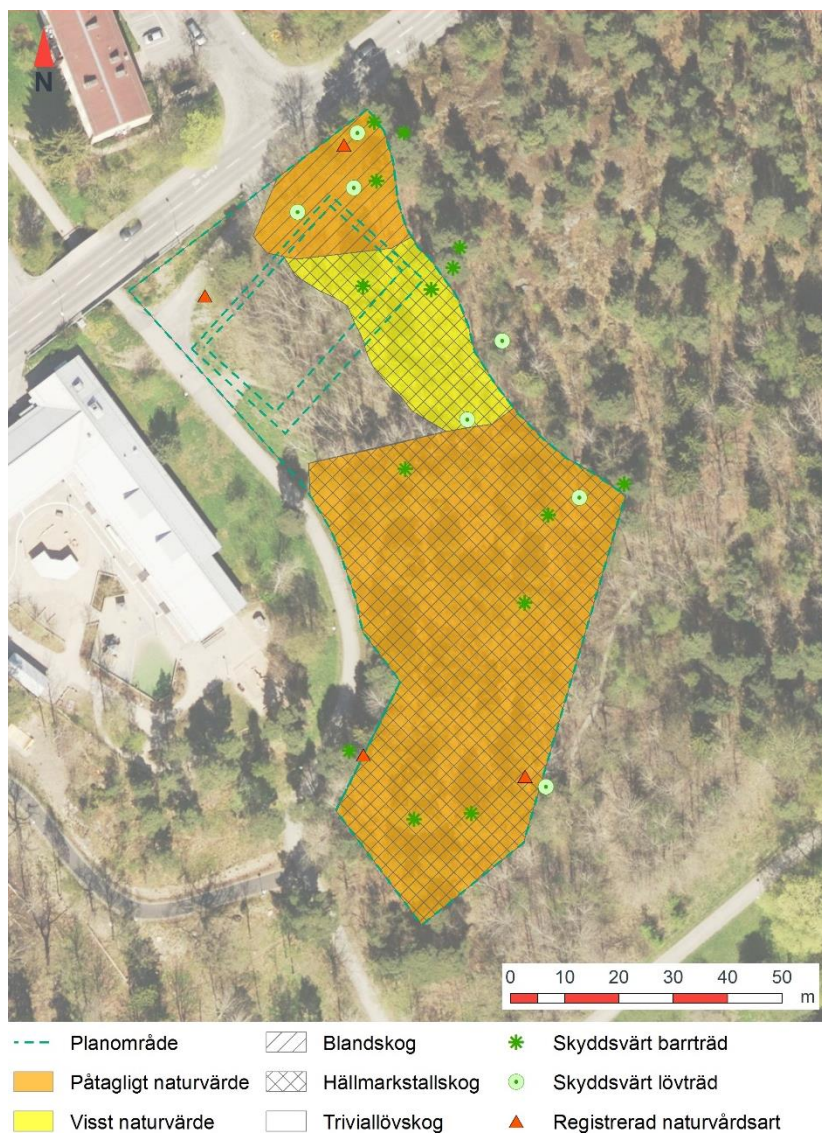 N
0 10 20 30 40 50
m
Planområde
Blandskog
Skyddsvärt barrträd
Påtagligt naturvärde
Hällmarkstallskog
Skyddsvärt lövträd
Visst naturvärde
Triviallövskog
Registrerad naturvårdsart